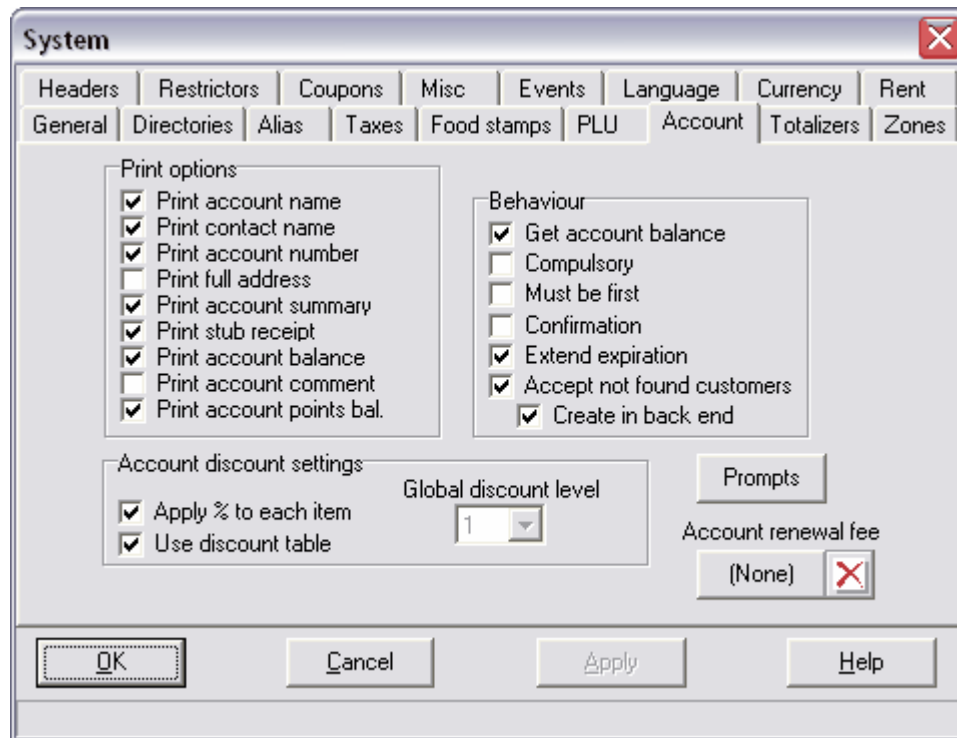 System
Headers Restrictors Coupons Misc Events Language Currency Rent
General Directories Alias Taxes Food stamps PLU Account Totalizers Zones
Print options
Print account name
Print contact name
Print account number
Print full address
Print account summary
Print stub receipt
Print account balance
Print account comment
Print account points bal.
Behaviour
Get account balance
Compulsory
Must be first
Confirmation
Extend expiration
Accept not found customers
Create in back end
Account discount settings
Apply % to each item
Use discount table
Global discount level
1
Prompts
Account renewal fee
(None)
OK Cancel Apply Help